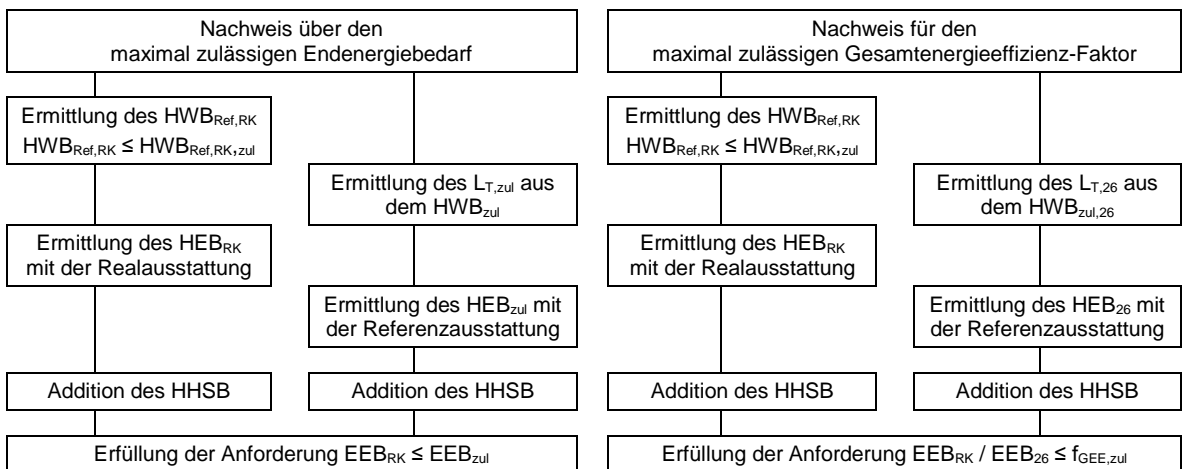 Nachweis über den
maximal zulässigen Endenergiebedarf
Ermittlung des HWBRef,RK
HWBRef,RK ≤ HWBRef,RK,zul
Ermittlung des LT,zul aus
dem HWBzul
Ermittlung des HEBRK
mit der Realausstattung
Ermittlung des HEBzul mit
der Referenzausstattung
Addition des HHSB
Addition des HHSB
Erfüllung der Anforderung EEBRK ≤ EEBzul
Nachweis für den
maximal zulässigen Gesamtenergieeffizienz-Faktor
Ermittlung des HWBRef,RK
HWBRef,RK ≤ HWBRef,RK,zul
Ermittlung des LT,26 aus
dem HWBzul,26
Ermittlung des HEBRK
mit der Realausstattung
Ermittlung des HEB26 mit
der Referenzausstattung
Addition des HHSB
Addition des HHSB
Erfüllung der Anforderung EEBRK / EEB26 ≤ fGEE,zul